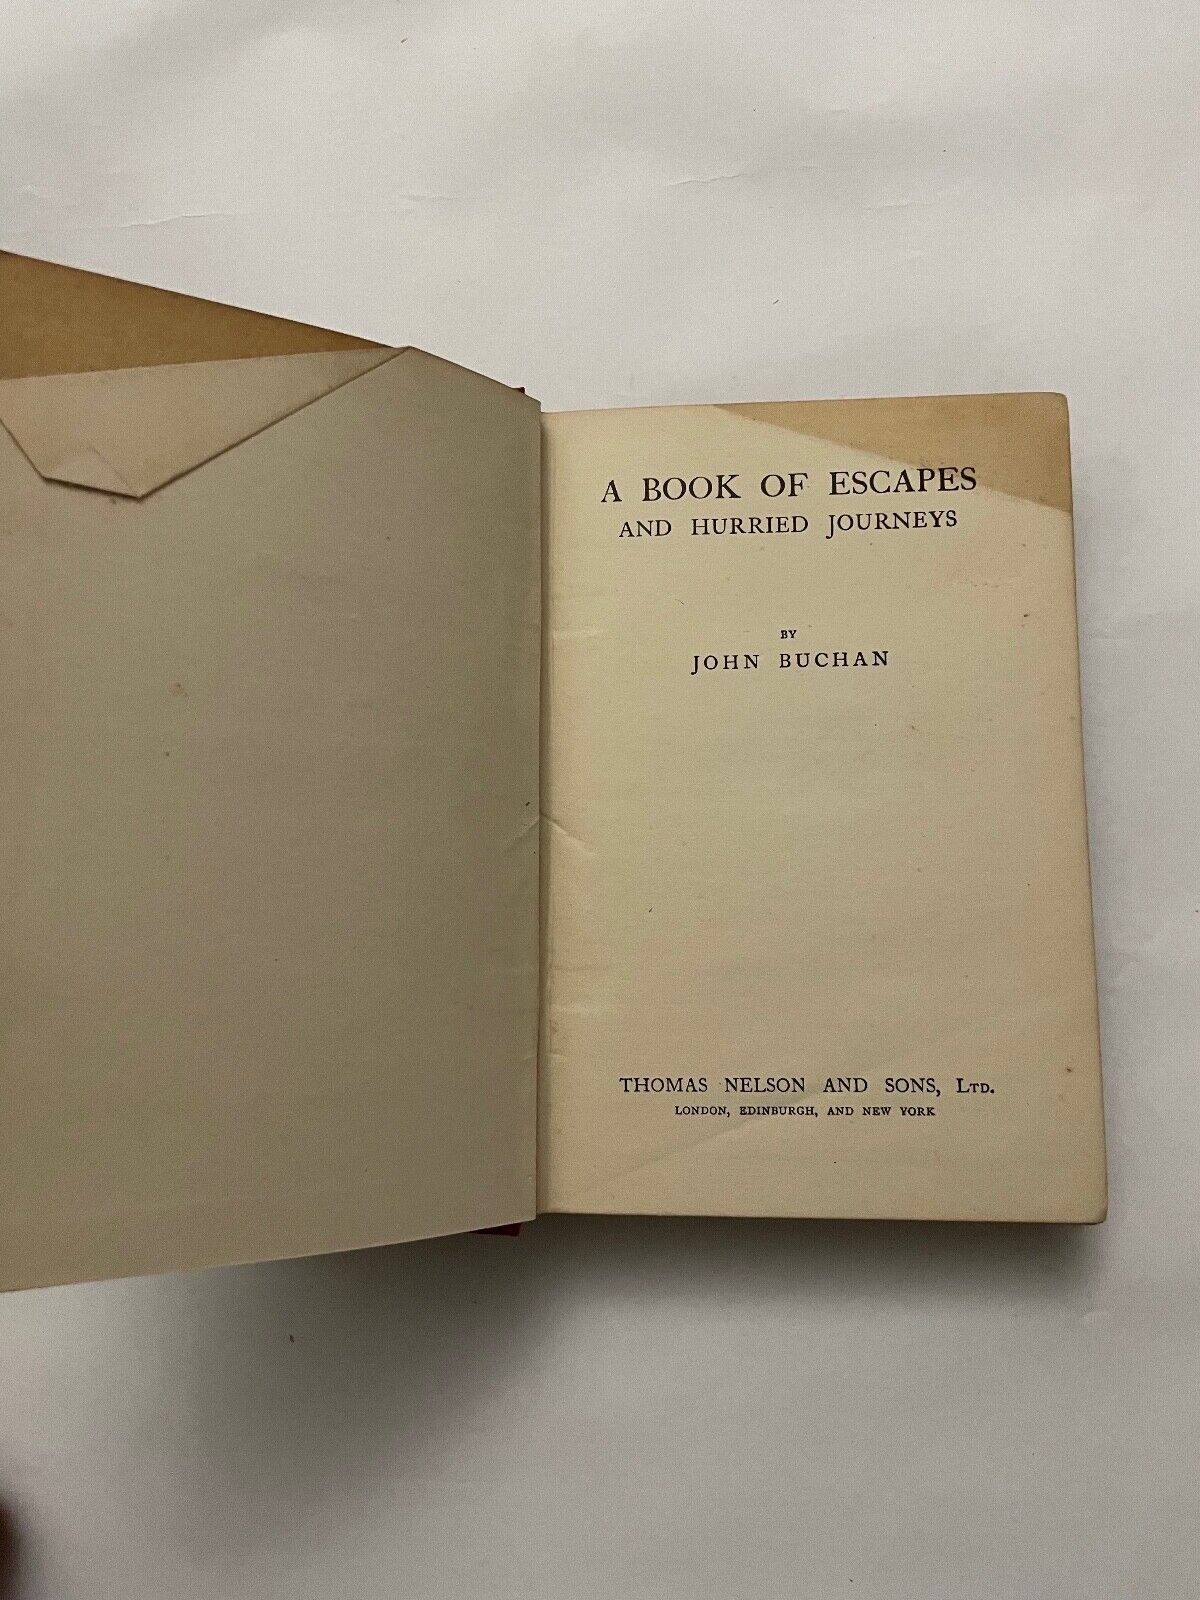 A BOOK OF ESCAPES
AND HURRIED JOURNEYS
BY
JOHN BUCHAN
THOMAS NELSON AND SONS, LTD.
LONDON, EDINBURGH, AND NEW YORK